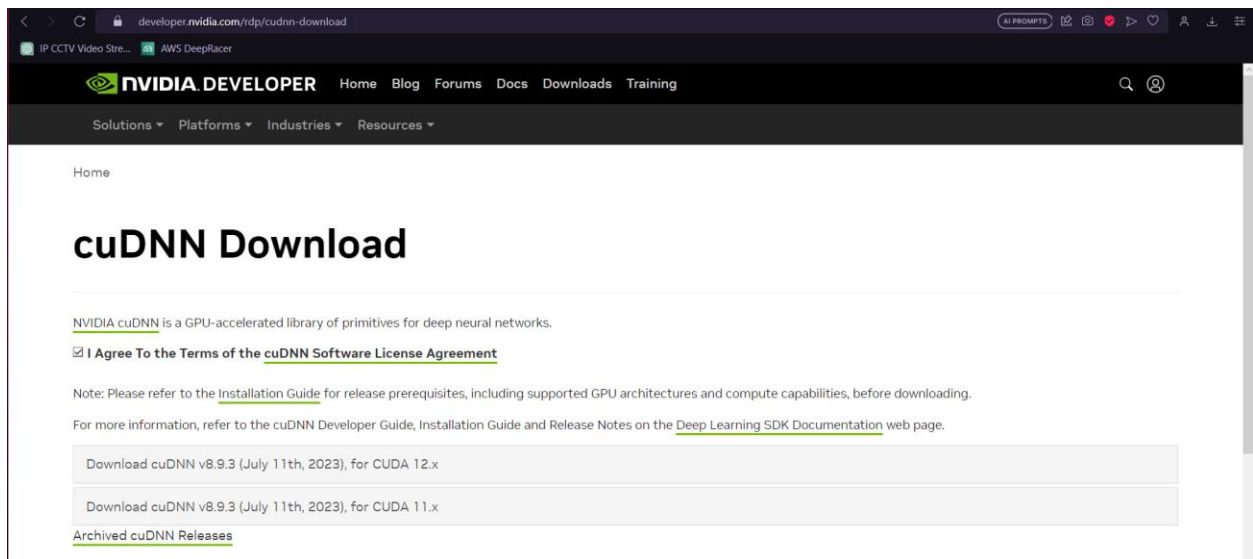 developer.nvidia.com/rdp/cudnn-download
AI PROMPTS
IP CCTV Video Stre...
AWS DeepRacer
NVIDIA. DEVELOPER Home Blog Forums Docs Downloads Training
Solutions Platforms Industries Resources
Home
cuDNN Download
NVIDIA cuDNN is a GPU-accelerated library of primitives for deep neural networks.
I Agree To the Terms of the cuDNN Software License Agreement
Note: Please refer to the Installation Guide for release prerequisites, including supported GPU architectures and compute capabilities, before downloading.
For more information, refer to the cuDNN Developer Guide, Installation Guide and Release Notes on the Deep Learning SDK Documentation web page.
Download cuDNN v8.9.3 (July 11th, 2023), for CUDA 12.x
Download cuDNN v8.9.3 (July 11th, 2023), for CUDA 11.x
Archived cuDNN Releases